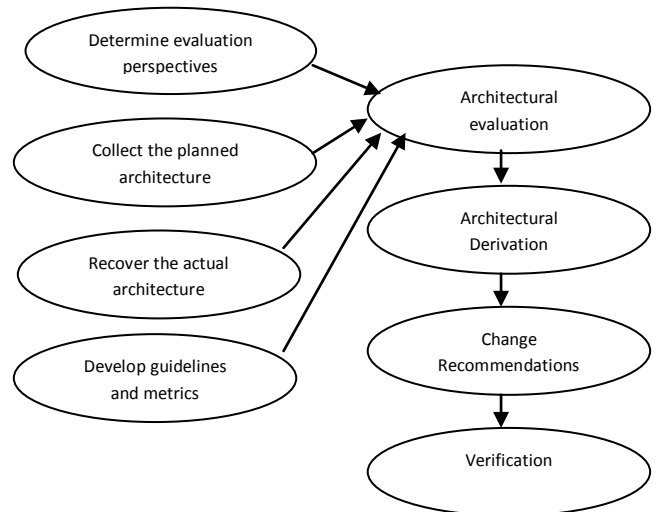 Determine evaluation
perspectives
Collect the planned
architecture
Recover the actual
architecture
Develop guidelines
and metrics
Architectural
evaluation
Architectural
Derivation
Change
Recommendations
Verification